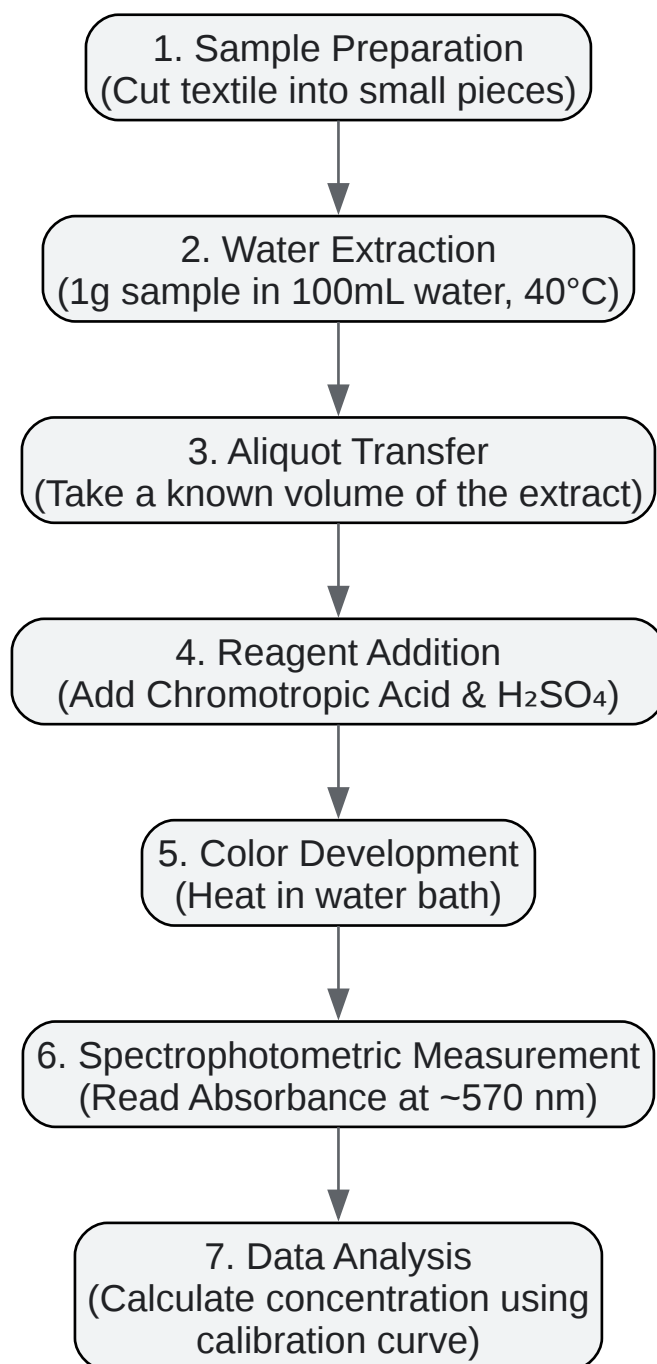 1. Sample Preparation
(Cut textile into small pieces)
2. Water Extraction
(1g sample in 100mL water, 40°C)
3. Aliquot Transfer
(Take a known volume of the extract)
4. Reagent Addition
(Add Chromotropic Acid & H₂SO₄)
5. Color Development
(Heat in water bath)
6. Spectrophotometric Measurement
(Read Absorbance at ~570 nm)
7. Data Analysis
(Calculate concentration using
calibration curve)